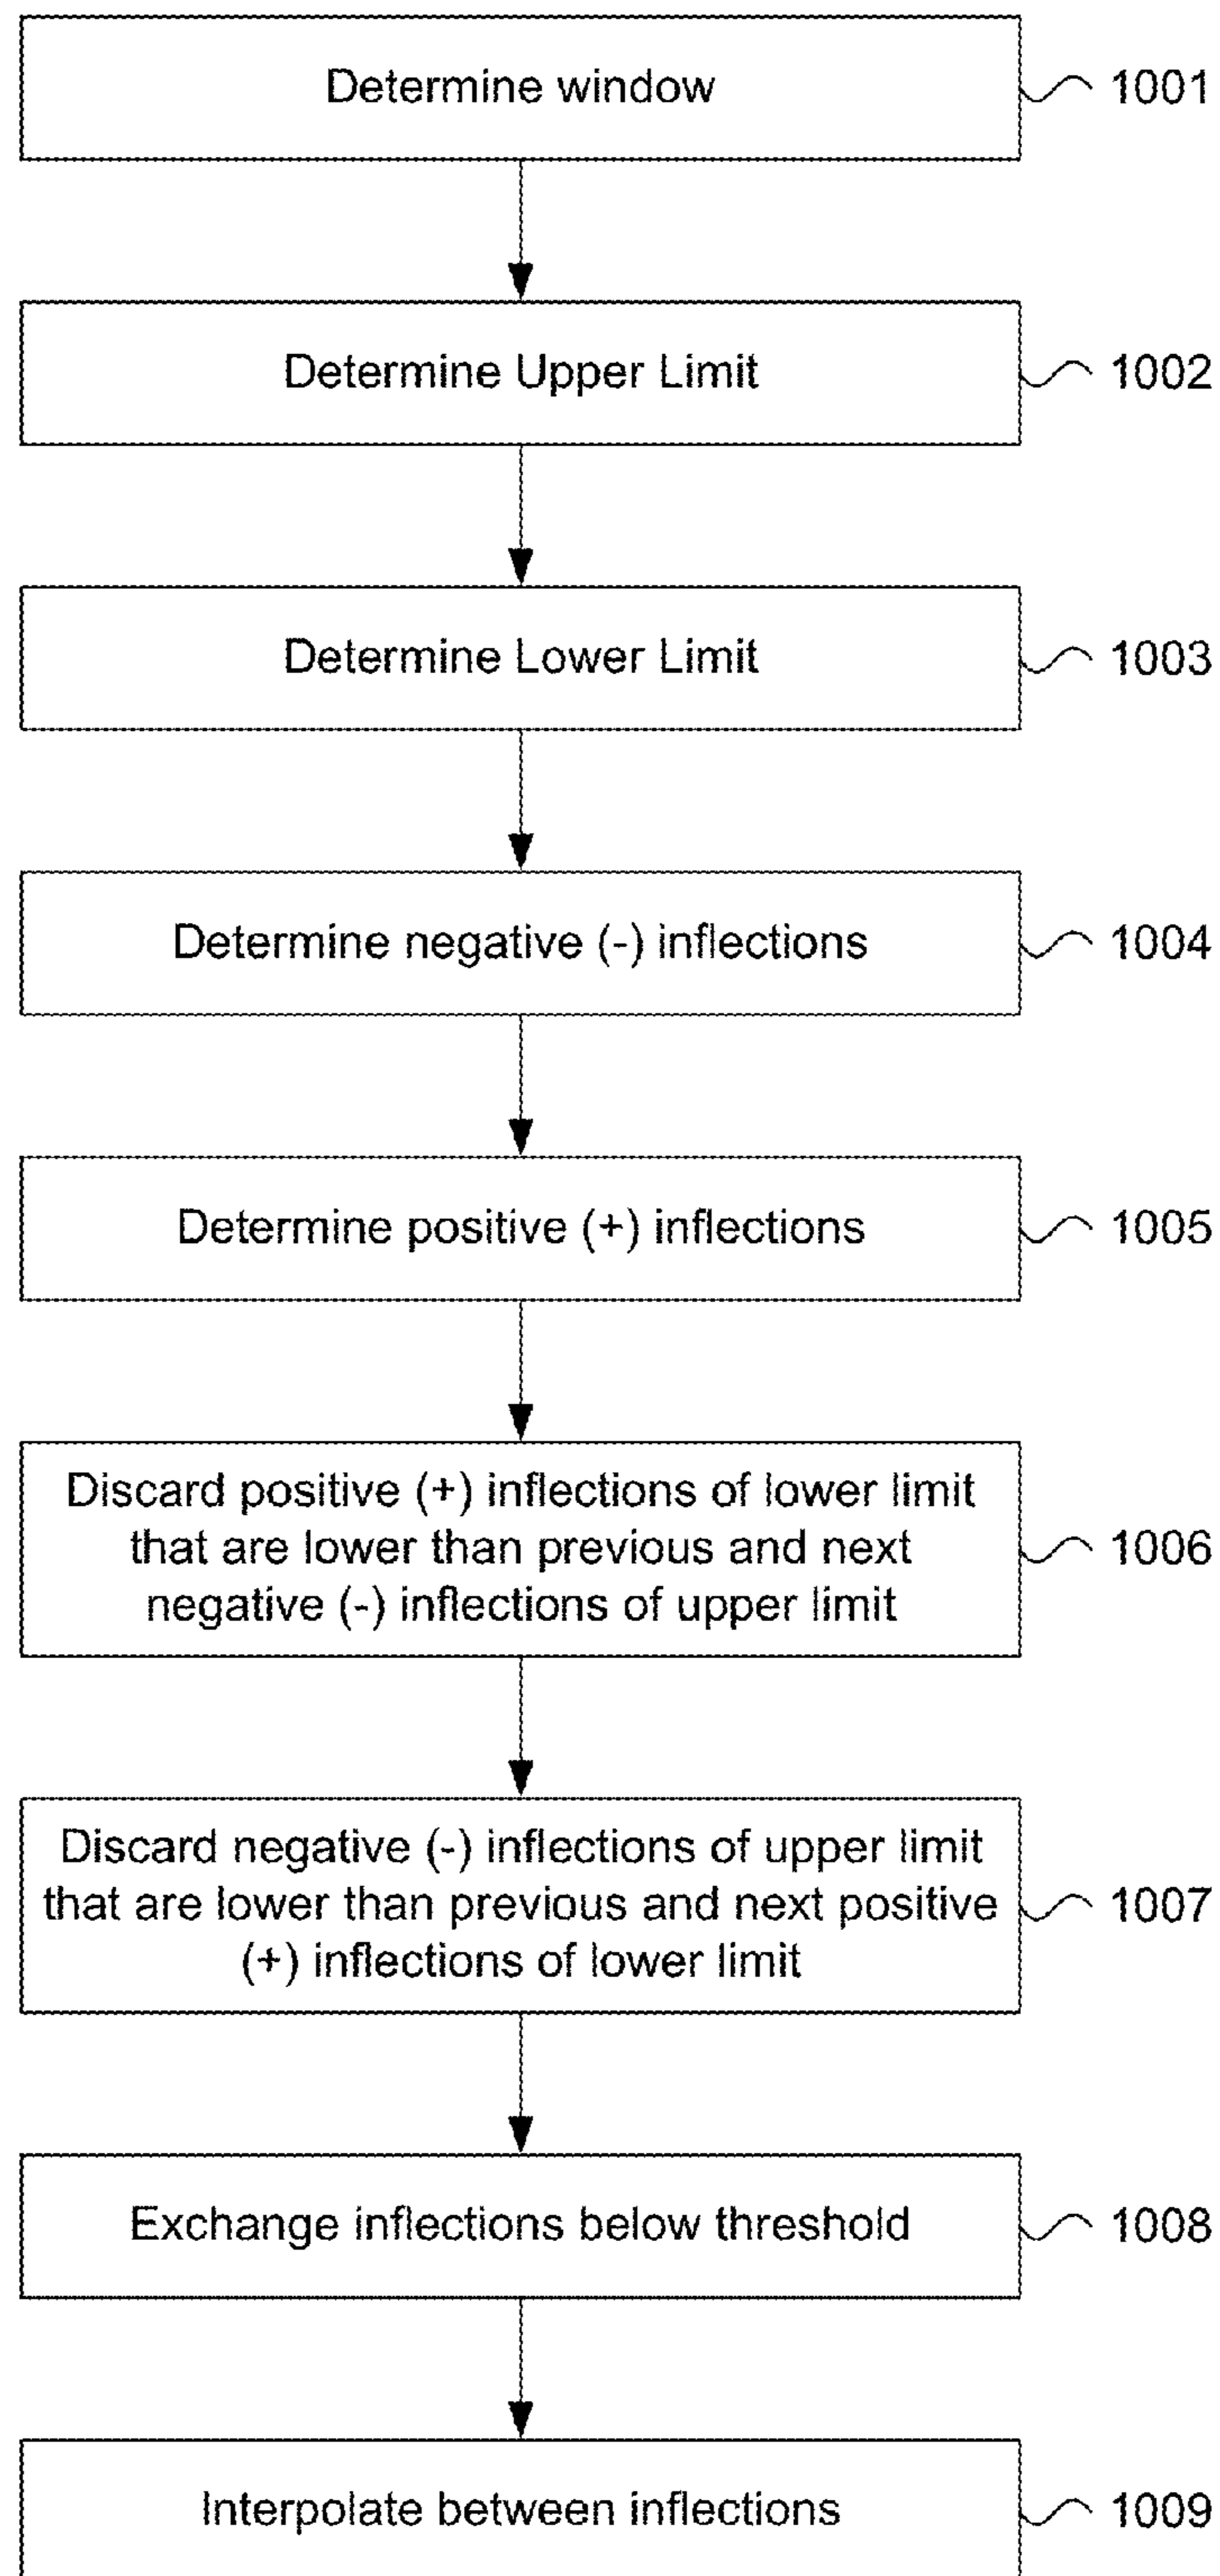 Determine window
1001
Determine Upper Limit
1002
Determine Lower Limit
1003
Determine negative (-) inflections
1004
Determine positive (+) inflections
1005
Discard positive (+) inflections of lower limit
that are lower than previous and next
negative (-) inflections of upper limit
1006
Discard negative (-) inflections of upper limit
that are lower than previous and next positive
(+) inflections of lower limit
1007
Exchange inflections below threshold
1008
Interpolate between inflections
1009